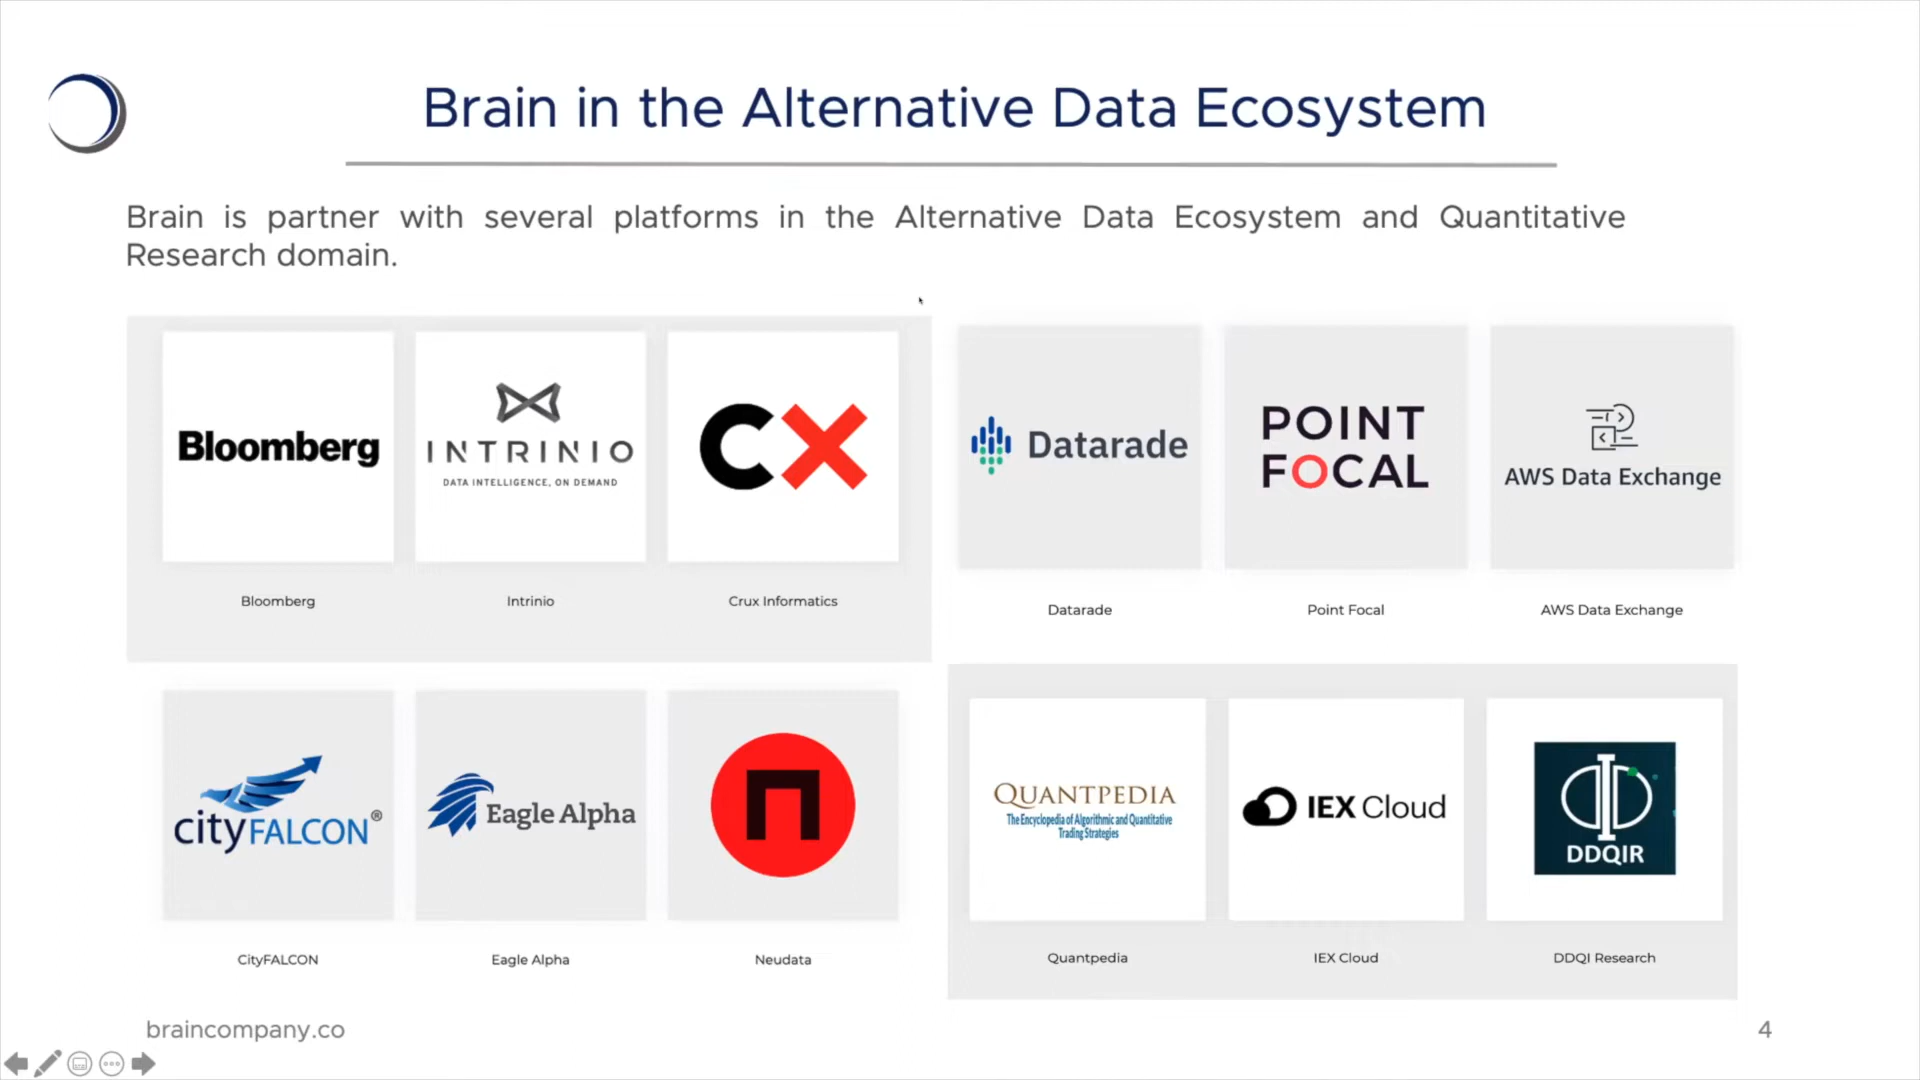 Brain in the Alternative Data Ecosystem
Brain is partner with several platforms in the Alternative Data Ecosystem and Quantitative
Research domain.
Bloomberg
INTRINIO
DATA INTELLIGENCE, ON DEMAND
CX
Bloomberg
Intrinio
Crux Informatics
Datarade
POINT
FOCAL
AWS Data Exchange
Datarade
Point Focal
AWS Data Exchange
cityFALCON®
Eagle Alpha
n
CityFALCON
Eagle Alpha
Neudata
QUANTPEDIA
The Encyclopedia of Algorithmic and Quantitative
Trading Strategies
IEX Cloud
DDQIR
Quantpedia
IEX Cloud
DDQI Research
braincompany.co
4